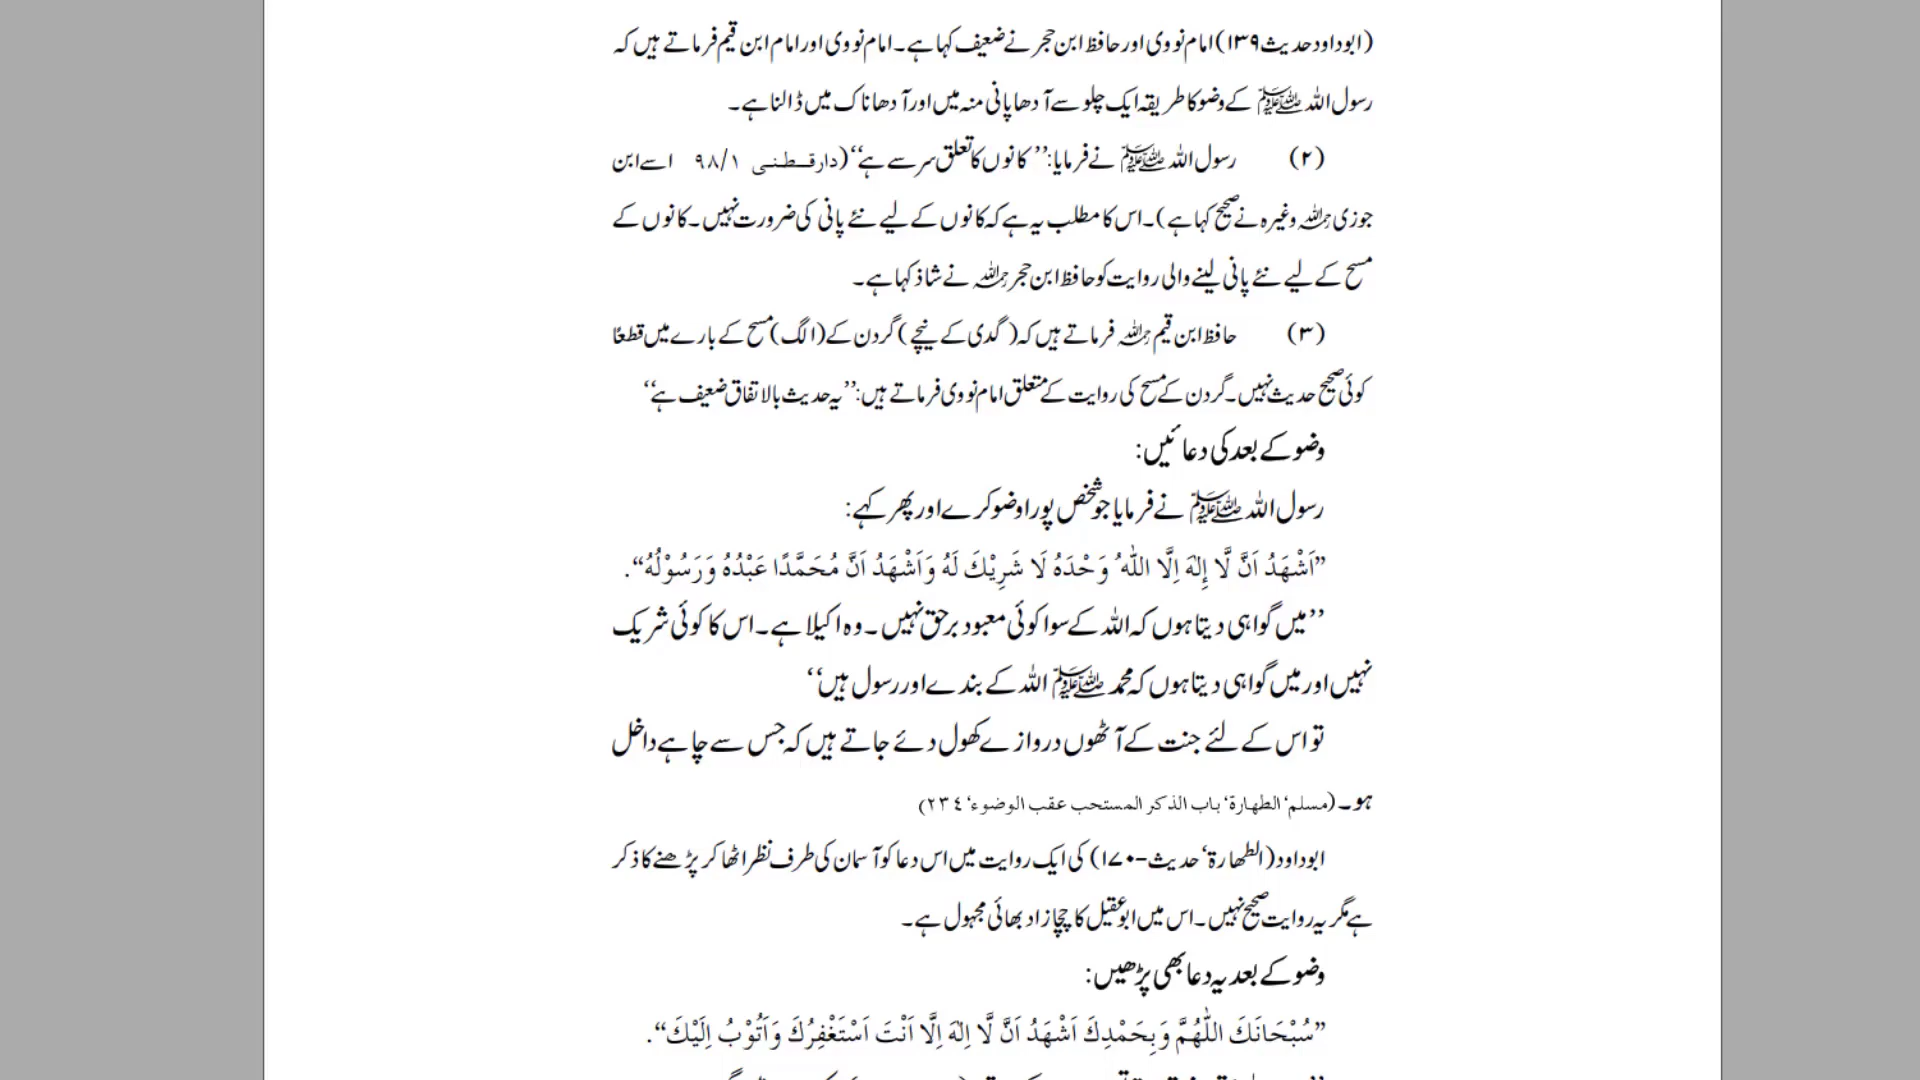 (ابوداود حدیث ۱۳۹) امام نووی اور حافظ ابن حجر نے ضعیف کہا ہے۔ امام نووی اور امام ابن قیم فرماتے ہیں کہ
رسول اللہ ﷺ کے وضو کا طریقہ ایک چلو سے آدھا پانی منہ میں اور آدھا ناک میں ڈالنا ہے۔
(۲) رسول اللہ ﷺ نے فرمایا: ’’کانوں کا تعلق سر سے ہے‘‘ (دارقطنی ۹۸/۱ اسے ابن
جوزی رحمہ اللہ وغیرہ نے صحیح کہا ہے)۔ اس کا مطلب یہ ہے کہ کانوں کے لیے نئے پانی کی ضرورت نہیں۔ کانوں کے
مسح کے لیے نئے پانی لینے والی روایت کو حافظ ابن حجر رحمہ اللہ نے شاذ کہا ہے۔
(۳) حافظ ابن قیم رحمہ اللہ فرماتے ہیں کہ (گدی کے نیچے) گردن کے (الگ) مسح کے بارے میں قطعًا
کوئی صحیح حدیث نہیں۔ گردن کے مسح کی روایت کے متعلق امام نووی فرماتے ہیں: ’’یہ حدیث بالاتفاق ضعیف ہے‘‘
وضو کے بعد کی دعائیں:
رسول اللہ ﷺ نے فرمایا جو شخص پورا وضو کرے اور پھر کہے:
”اَشْهَدُ اَنَّ لَّا إِلٰهَ اِلَّا اللّٰهُ وَحْدَهُ لَا شَرِيْكَ لَهُ وَاَشْهَدُ اَنَّ مُحَمَّدًا عَبْدُهُ وَرَسُوْلُهُ“.
’’میں گواہی دیتا ہوں کہ اللہ کے سوا کوئی معبود برحق نہیں۔ وہ اکیلا ہے۔ اس کا کوئی شریک
نہیں اور میں گواہی دیتا ہوں کہ محمد ﷺ اللہ کے بندے اور رسول ہیں‘‘
تو اس کے لئے جنت کے آٹھوں دروازے کھول دئے جاتے ہیں کہ جس سے چاہے داخل
ہو۔ (مسلم‘ الطهارة‘ باب الذكر المستحب عقب الوضوء‘ ٢٣٤)
ابوداود (الطھارۃ‘ حدیث-۱۷۰) کی ایک روایت میں اس دعا کو آسمان کی طرف نظر اٹھا کر پڑھنے کا ذکر
ہے مگر یہ روایت صحیح نہیں۔ اس میں ابو عقیل کا چچا زاد بھائی مجہول ہے۔
وضو کے بعد یہ دعا بھی پڑھیں:
”سُبْحَانَكَ اللّٰهُمَّ وَبِحَمْدِكَ اَشْهَدُ اَنَّ لَّا اِلٰهَ اِلَّا اَنْتَ اَسْتَغْفِرُكَ وَاَتُوْبُ اِلَيْكَ“.